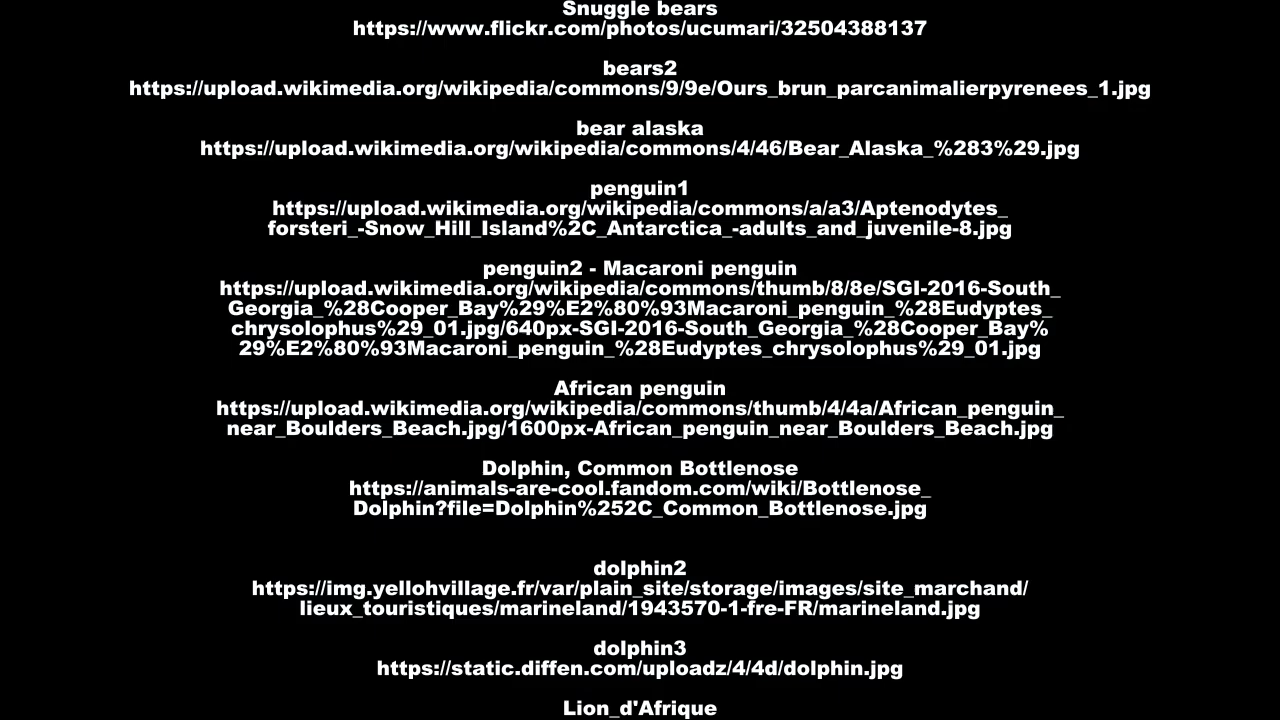 Snuggle bears
https://www.flickr.com/photos/ucumari/32504388137
bears2
https://upload.wikimedia.org/wikipedia/commons/9/9e/Ours_brun_parcanimalierpyrenees_1.jpg
bear alaska
https://upload.wikimedia.org/wikipedia/commons/4/46/Bear_Alaska_%283%29.jpg
penguin1
https://upload.wikimedia.org/wikipedia/commons/a/a3/Aptenodytes_
forsteri_-Snow_Hill_Island%2C_Antarctica_-adults_and_juvenile-8.jpg
penguin2 - Macaroni penguin
https://upload.wikimedia.org/wikipedia/commons/thumb/8/8e/SGI-2016-South_
Georgia_%28Cooper_Bay%29%E2%80%93Macaroni_penguin_%28Eudyptes_
chrysolophus%29_01.jpg/640px-SGI-2016-South_Georgia_%28Cooper_Bay%
29%E2%80%93Macaroni_penguin_%28Eudyptes_chrysolophus%29_01.jpg
African penguin
https://upload.wikimedia.org/wikipedia/commons/thumb/4/4a/African_penguin_
near_Boulders_Beach.jpg/1600px-African_penguin_near_Boulders_Beach.jpg
Dolphin, Common Bottlenose
https://animals-are-cool.fandom.com/wiki/Bottlenose_
Dolphin?file=Dolphin%252C_Common_Bottlenose.jpg
dolphin2
https://img.yellohvillage.fr/var/plain_site/storage/images/site_marchand/
lieux_touristiques/marineland/1943570-1-fre-FR/marineland.jpg
dolphin3
https://static.diffen.com/uploadz/4/4d/dolphin.jpg
Lion_d'Afrique